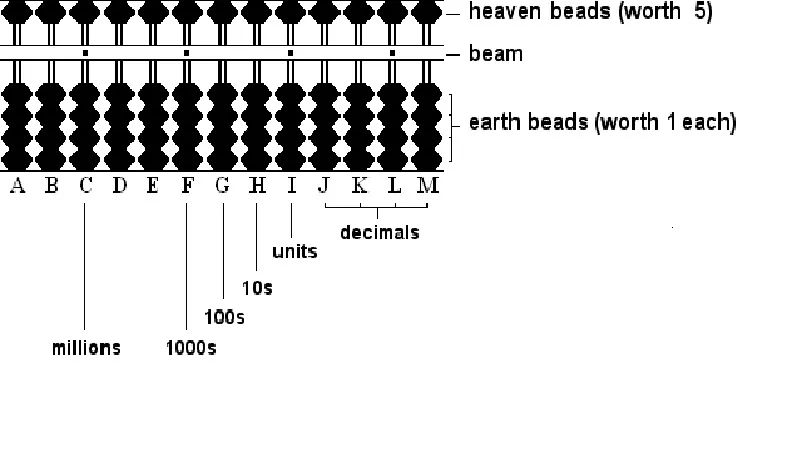 heaven beads (worth 5)
beam
earth beads (worth 1 each)
A B C D E F G H I J K L M
decimals
units
10s
100s
millions 1000s